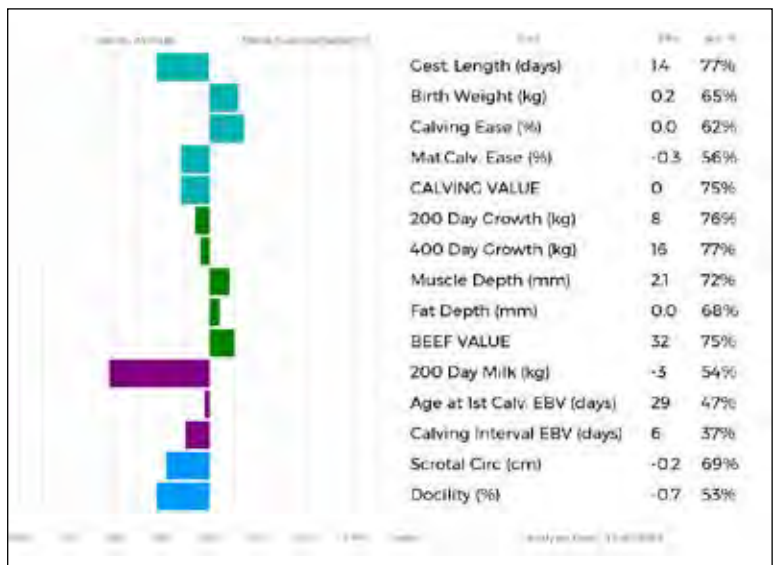 Gest. Length (days) 1.4 77%
Birth Weight (kg) 0.2 65%
Calving Ease (%) 0.0 62%
Mat.Calv. Ease (%) -0.3 56%
CALVING VALUE 0 75%
200 Day Growth (kg) 8 76%
400 Day Growth (kg) 16 77%
Muscle Depth (mm) 2.1 72%
Fat Depth (mm) 0.0 68%
BEEF VALUE 32 75%
200 Day Milk (kg) -3 54%
Age at 1st Calv. EBV (days) 29 47%
Calving Interval EBV (days) 6 37%
Scrotal Circ (cm) -0.2 69%
Docility (%) -0.7 53%